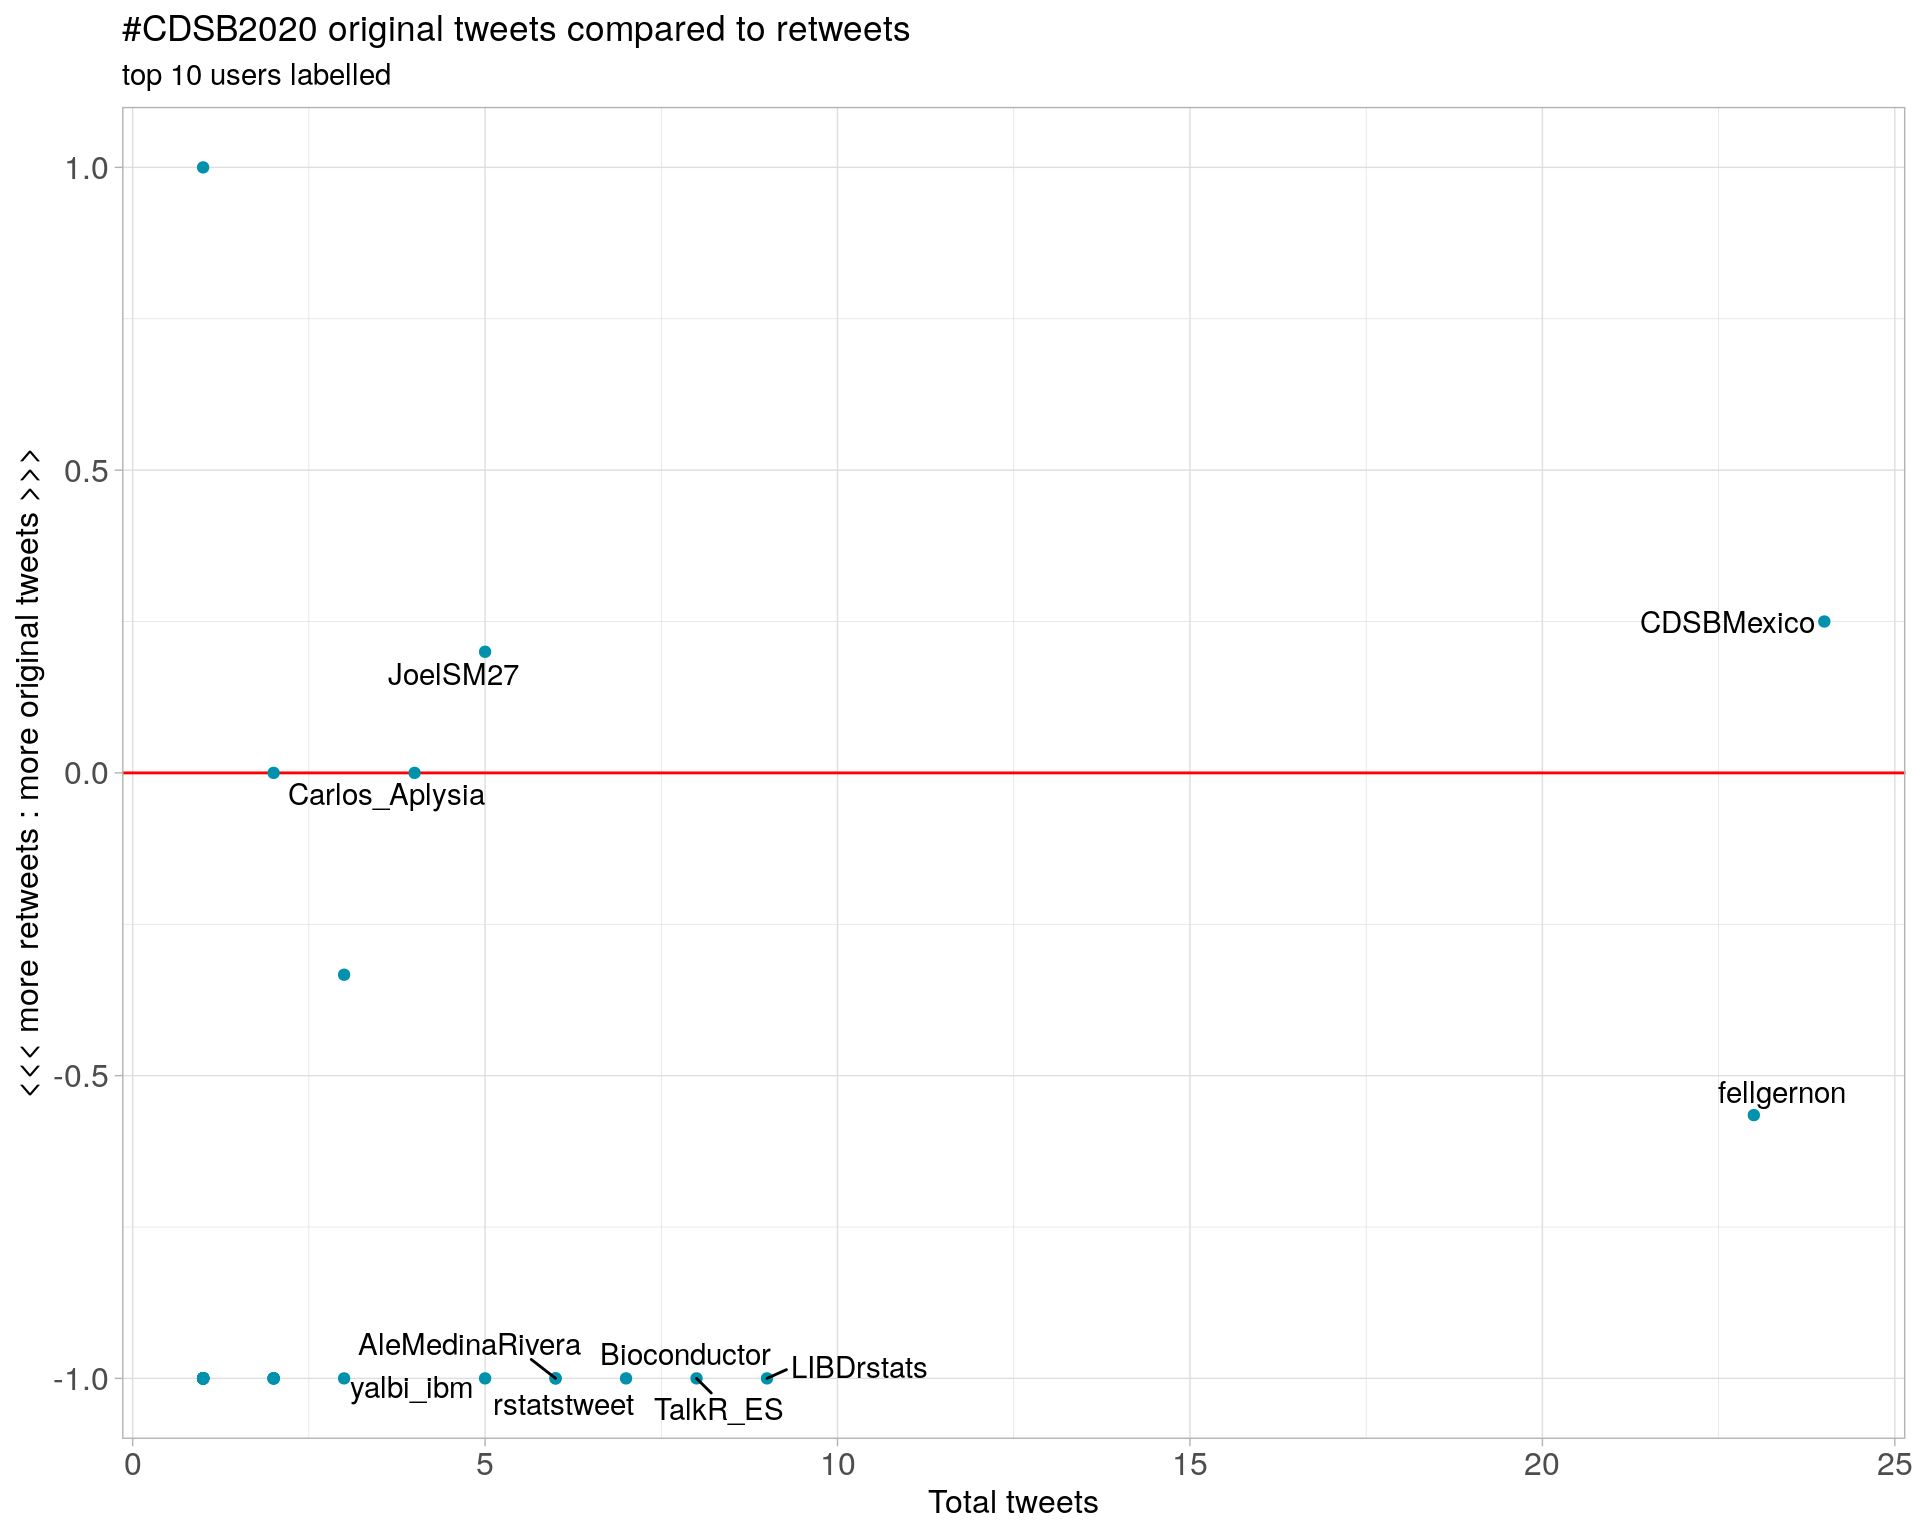 #CDSB2020 original tweets compared to retweets
top 10 users labelled
<<< more retweets : more original tweets >>>
1.0
0.5
0.0
-0.5
-1.0
CDSBMexico
JoelSM27
Carlos_Aplysia
fellgernon
AleMedinaRivera
Bioconductor
LIBDrstats
yalbi_ibm
rstatstweet
TalkR_ES
0 5 10 15 20 25
Total tweets